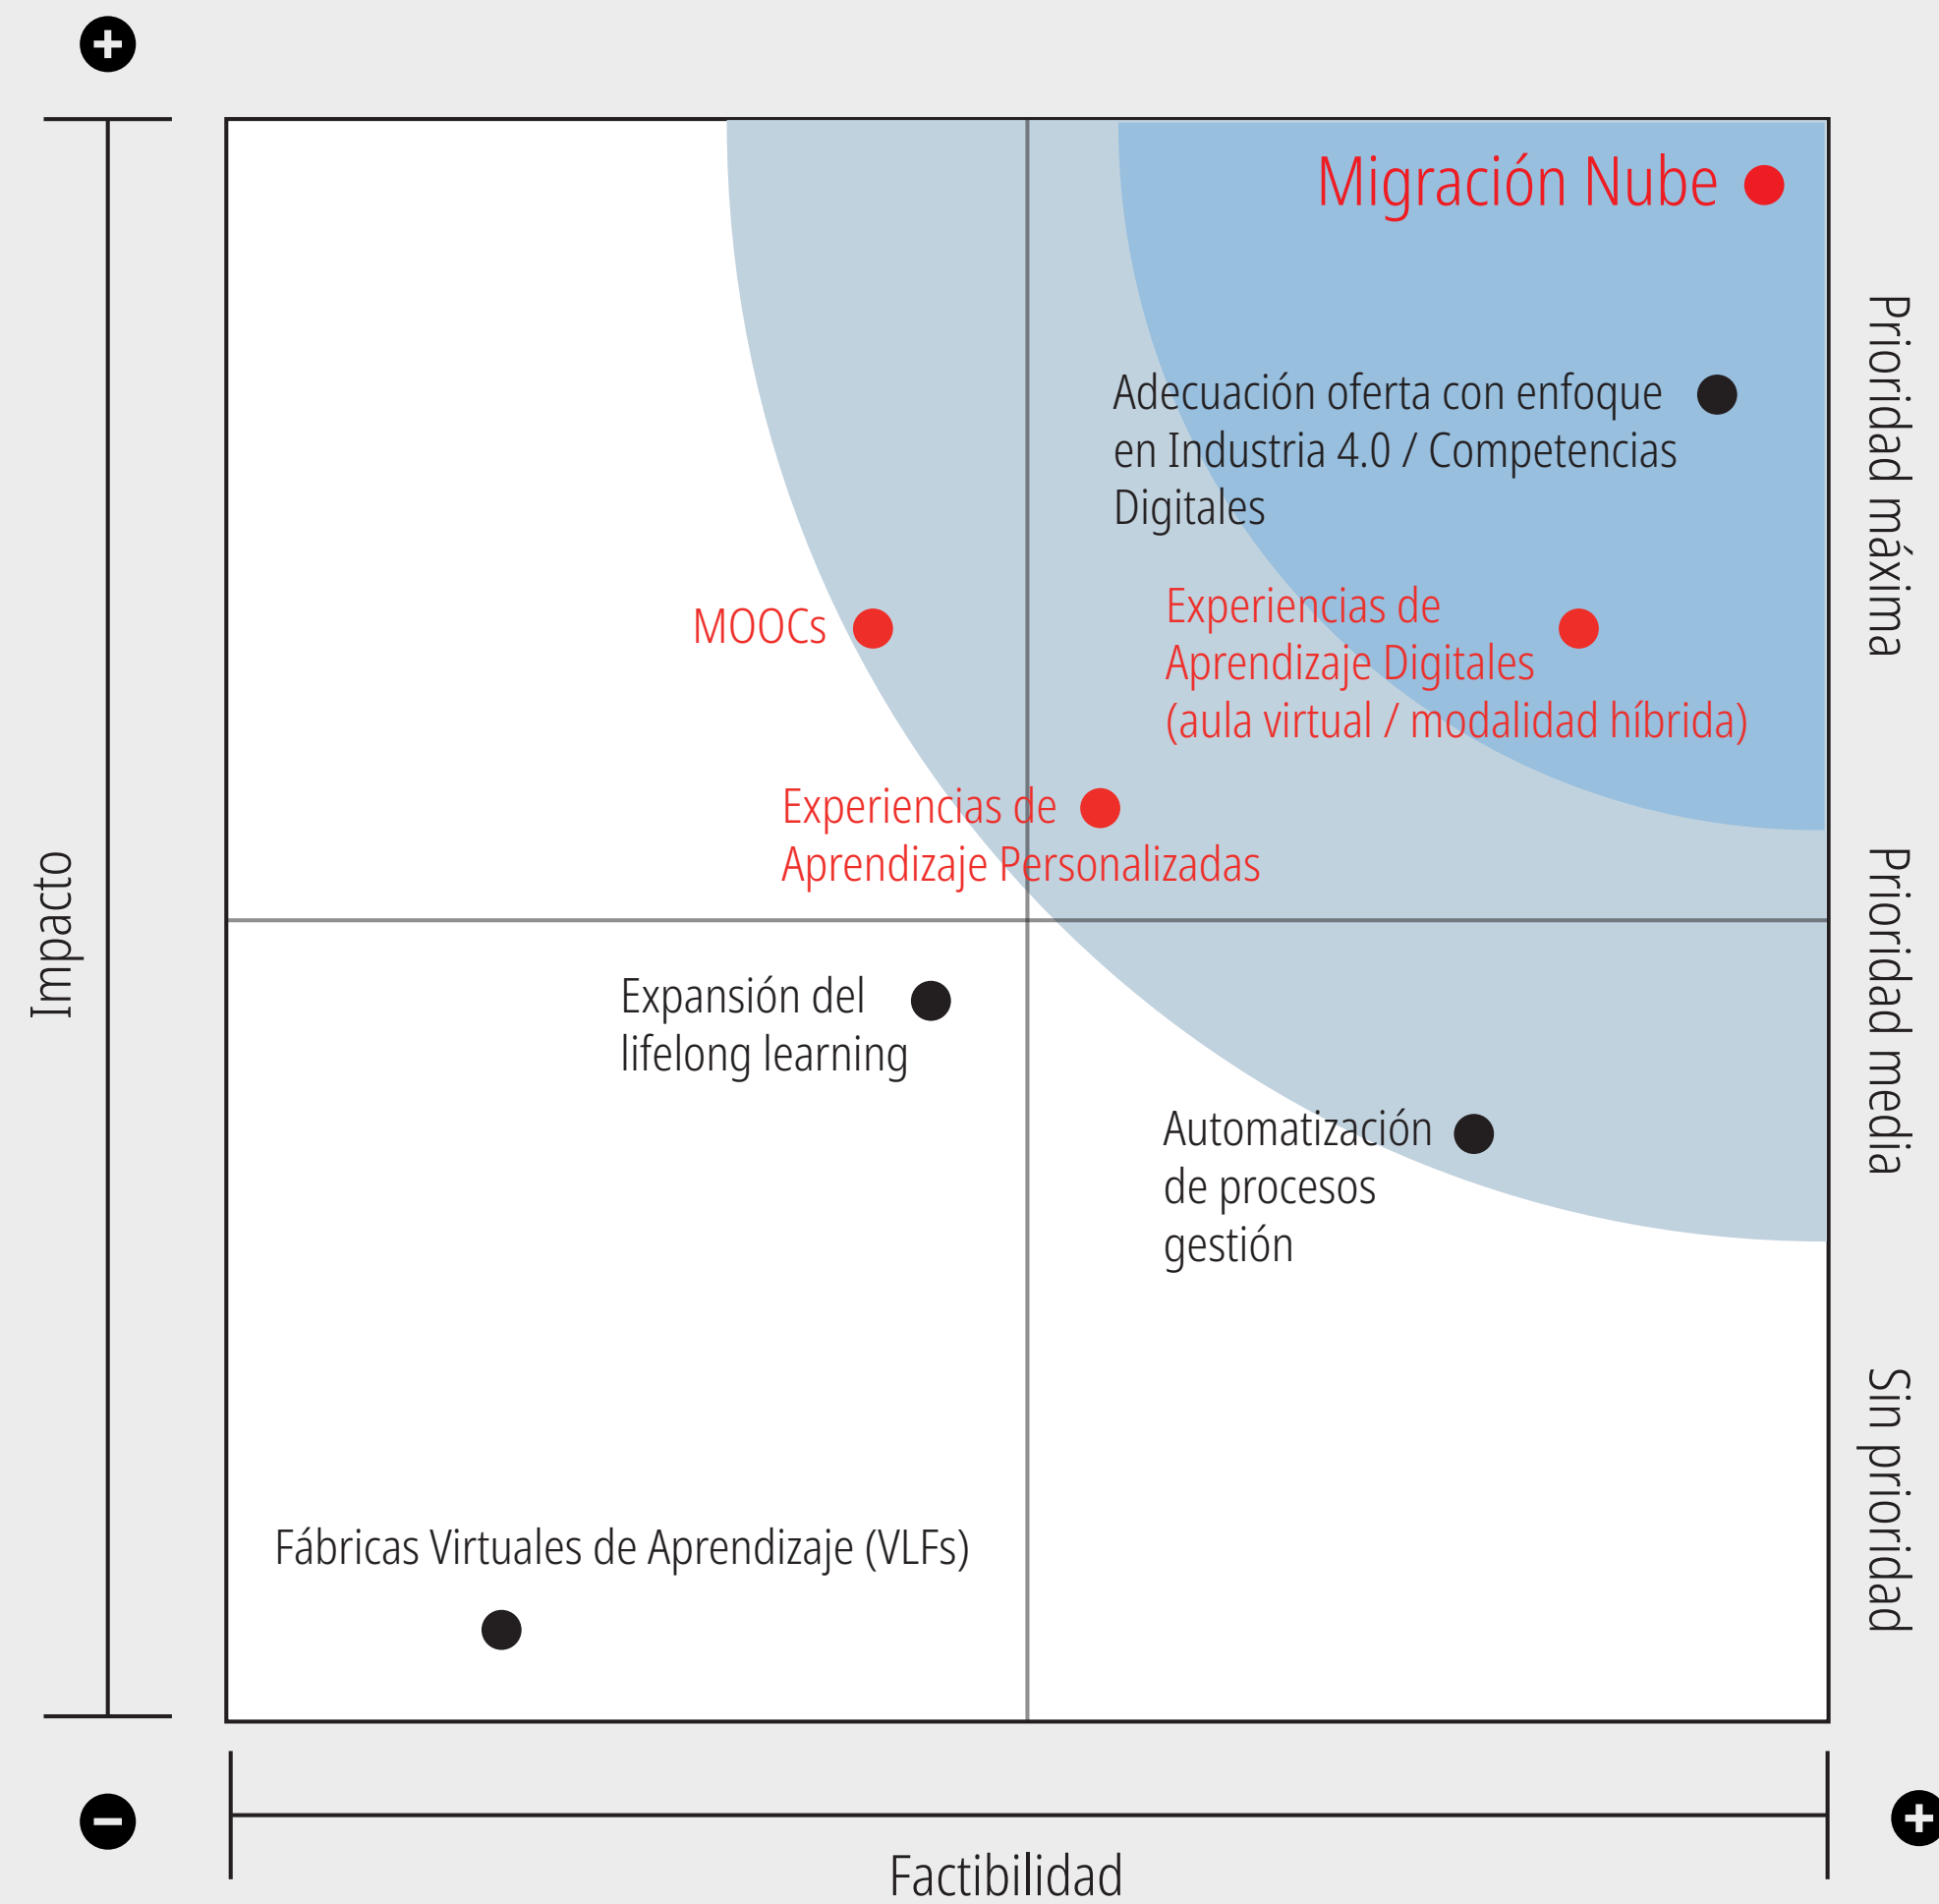 Migración Nube
Adecuación oferta con enfoque
en Industria 4.0 / Competencias
Digitales
MOOCs
Experiencias de
Aprendizaje Digitales
(aula virtual / modalidad híbrida)
Experiencias de
Aprendizaje Personalizadas
Expansión del
lifelong learning
Automatización
de procesos
gestión
Fábricas Virtuales de Aprendizaje (VLFs)
Impacto
Factibilidad
Prioridad máxima
Prioridad media
Sin prioridad